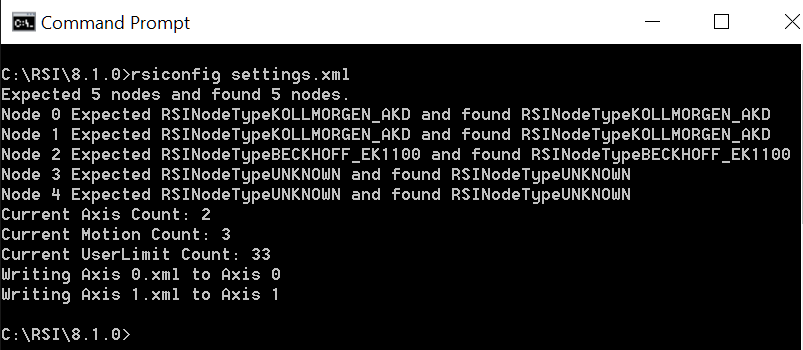 Command Prompt
C:\RSI\8.1.0>rsiconfig settings.xml
Expected 5 nodes and found 5 nodes.
Node 0 Expected RSINodeTypeKOLLMORGEN_AKD and found RSINodeTypeKOLLMORGEN_AKD
Node 1 Expected RSINodeTypeKOLLMORGEN_AKD and found RSINodeTypeKOLLMORGEN_AKD
Node 2 Expected RSINodeTypeBECKHOFF_EK1100 and found RSINodeTypeBECKHOFF_EK1100
Node 3 Expected RSINodeTypeUNKNOWN and found RSINodeTypeUNKNOWN
Node 4 Expected RSINodeTypeUNKNOWN and found RSINodeTypeUNKNOWN
Current Axis Count: 2
Current Motion Count: 3
Current UserLimit Count: 33
Writing Axis 0.xml to Axis 0
Writing Axis 1.xml to Axis 1
C:\RSI\8.1.0>